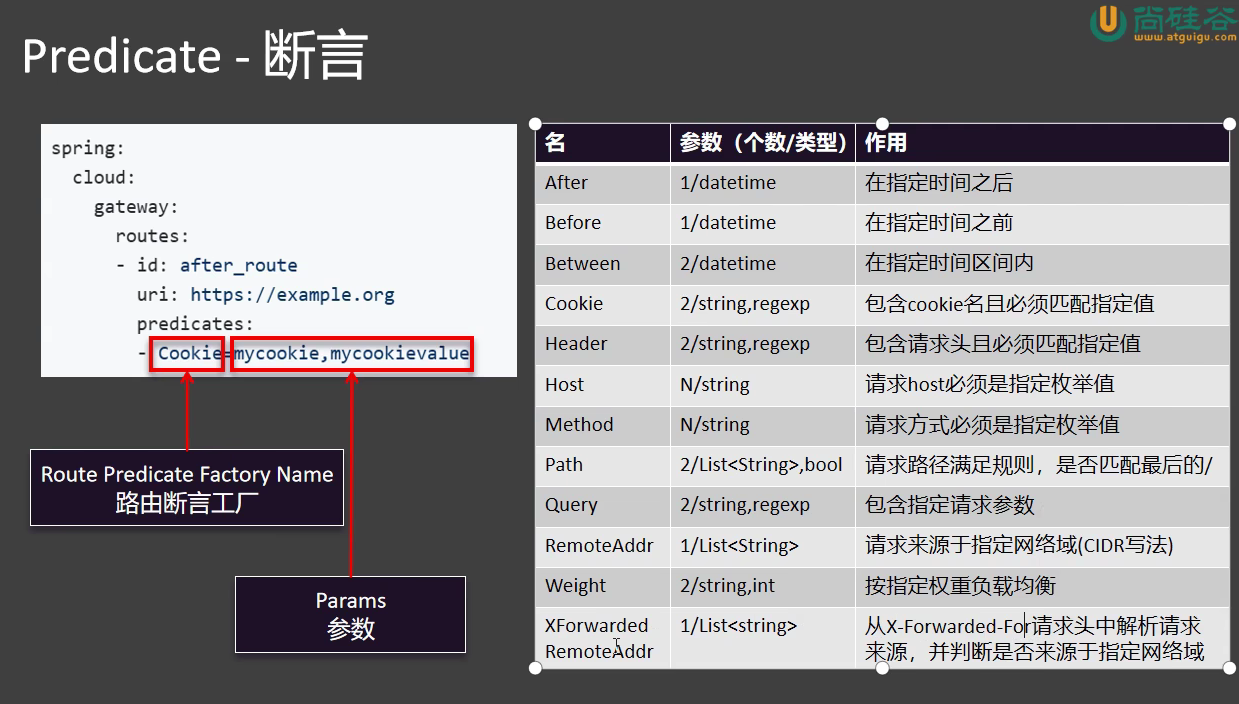 尚硅谷
www.atguigu.com
Predicate - 断言
spring:
cloud:
gateway:
routes:
- id: after_route
uri: https://example.org
predicates:
- Cookie=mycookie,mycookievalue
Route Predicate Factory Name
路由断言工厂
Params
参数
名 参数（个数/类型） 作用
After 1/datetime 在指定时间之后
Before 1/datetime 在指定时间之前
Between 2/datetime 在指定时间区间内
Cookie 2/string,regexp 包含cookie名且必须匹配指定值
Header 2/string,regexp 包含请求头且必须匹配指定值
Host N/string 请求host必须是指定枚举值
Method N/string 请求方式必须是指定枚举值
Path 2/List<String>,bool 请求路径满足规则，是否匹配最后的/
Query 2/string,regexp 包含指定请求参数
RemoteAddr 1/List<String> 请求来源于指定网络域(CIDR写法)
Weight 2/string,int 按指定权重负载均衡
XForwarded 1/List<string> 从X-Forwarded-For请求头中解析请求
RemoteAddr 来源，并判断是否来源于指定网络域